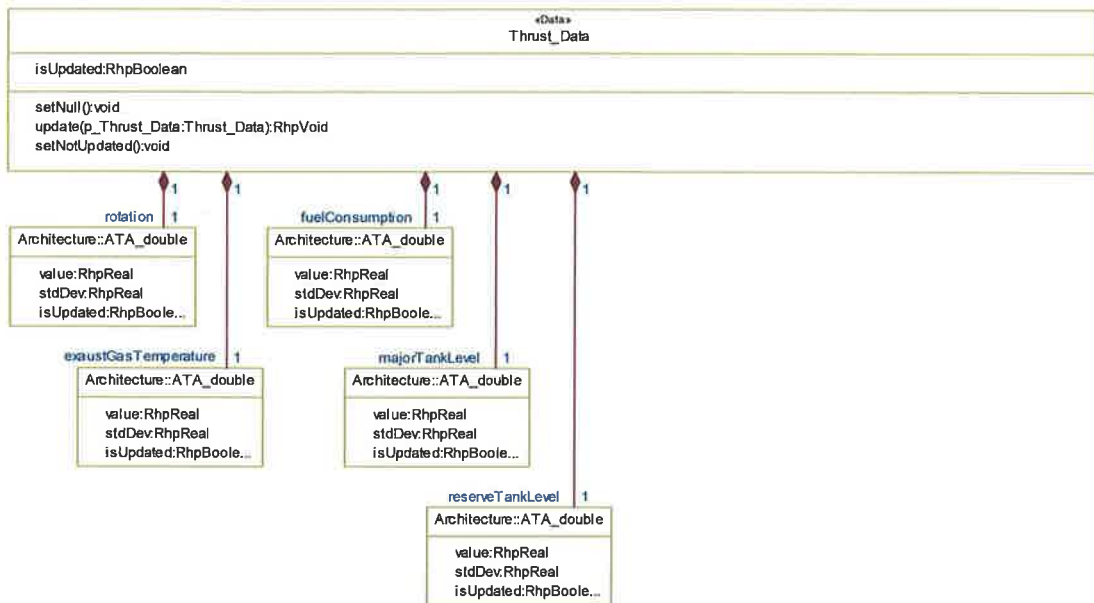 «Data»
Thrust_Data
isUpdated:RhpBoolean
setNull():void
update(p_Thrust_Data:Thrust_Data):RhpVoid
setNotUpdated():void
1
1
1
1
1
rotation 1
fuelConsumption 1
Architecture::ATA_double
value:RhpReal
stdDev:RhpReal
isUpdated:RhpBoole...
Architecture::ATA_double
value:RhpReal
stdDev:RhpReal
isUpdated:RhpBoole...
exaustGasTemperature 1
majorTankLevel 1
Architecture::ATA_double
value:RhpReal
stdDev:RhpReal
isUpdated:RhpBoole...
Architecture::ATA_double
value:RhpReal
stdDev:RhpReal
isUpdated:RhpBoole...
reserveTankLevel 1
Architecture::ATA_double
value:RhpReal
stdDev:RhpReal
isUpdated:RhpBoole...